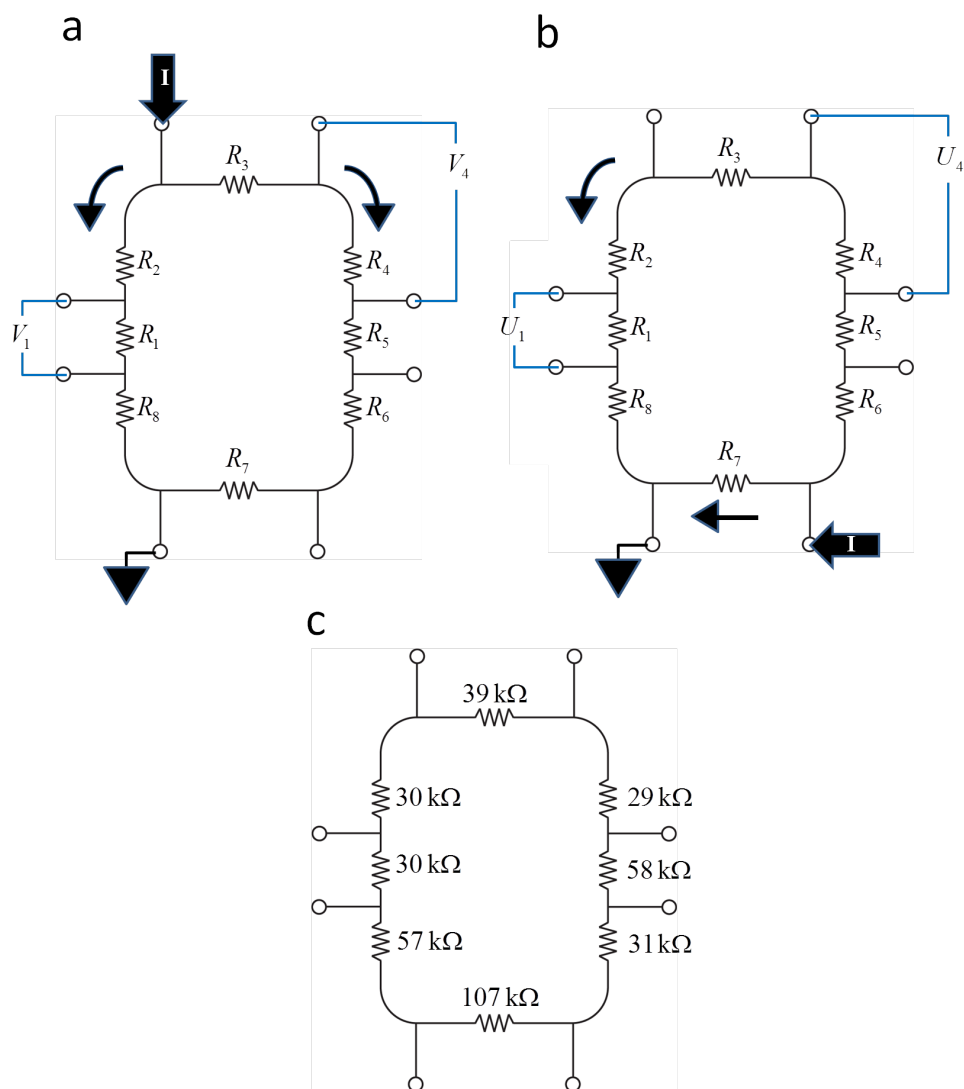 a
b
I
R₃
V₄
R₂
R₄
V₁
R₁
R₅
R₈
R₆
R₇
R₃
U₄
R₂
R₄
U₁
R₁
R₅
R₈
R₆
R₇
I
c
39 kΩ
30 kΩ
29 kΩ
30 kΩ
58 kΩ
57 kΩ
31 kΩ
107 kΩ